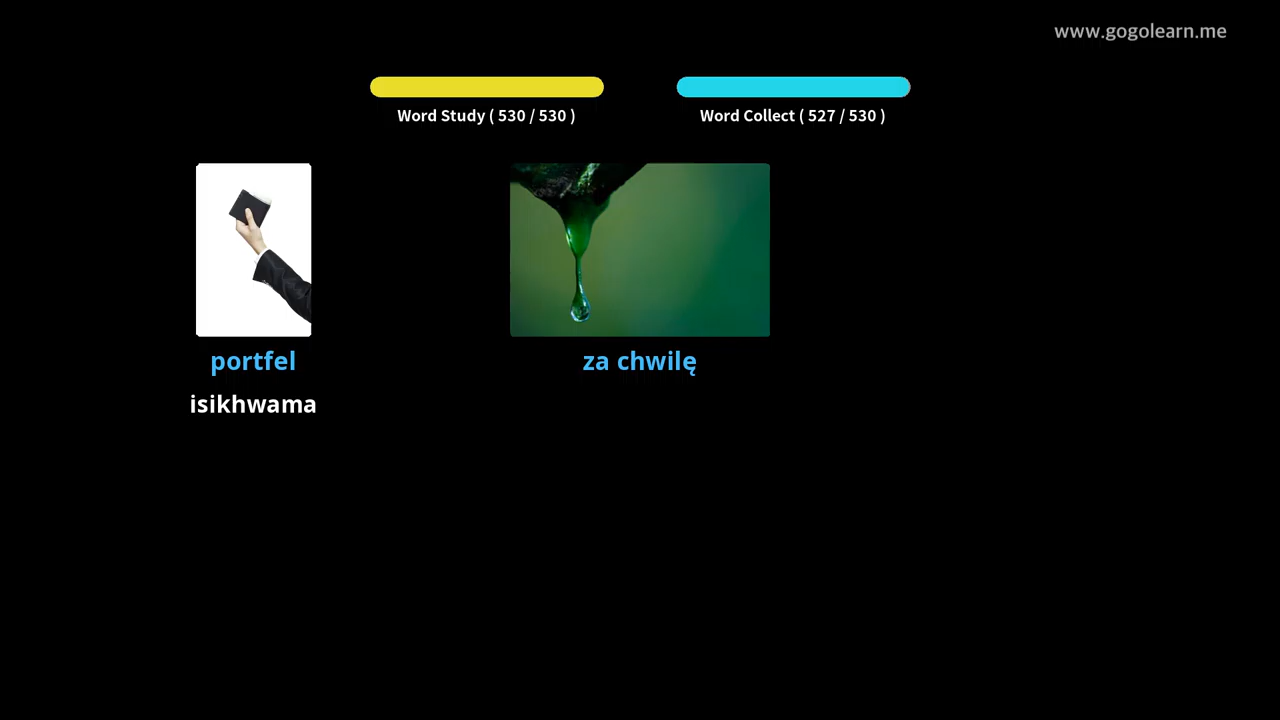 www.gogolearn.me
Word Study ( 530 / 530 )
Word Collect ( 527 / 530 )
portfel
za chwilę
isikhwama